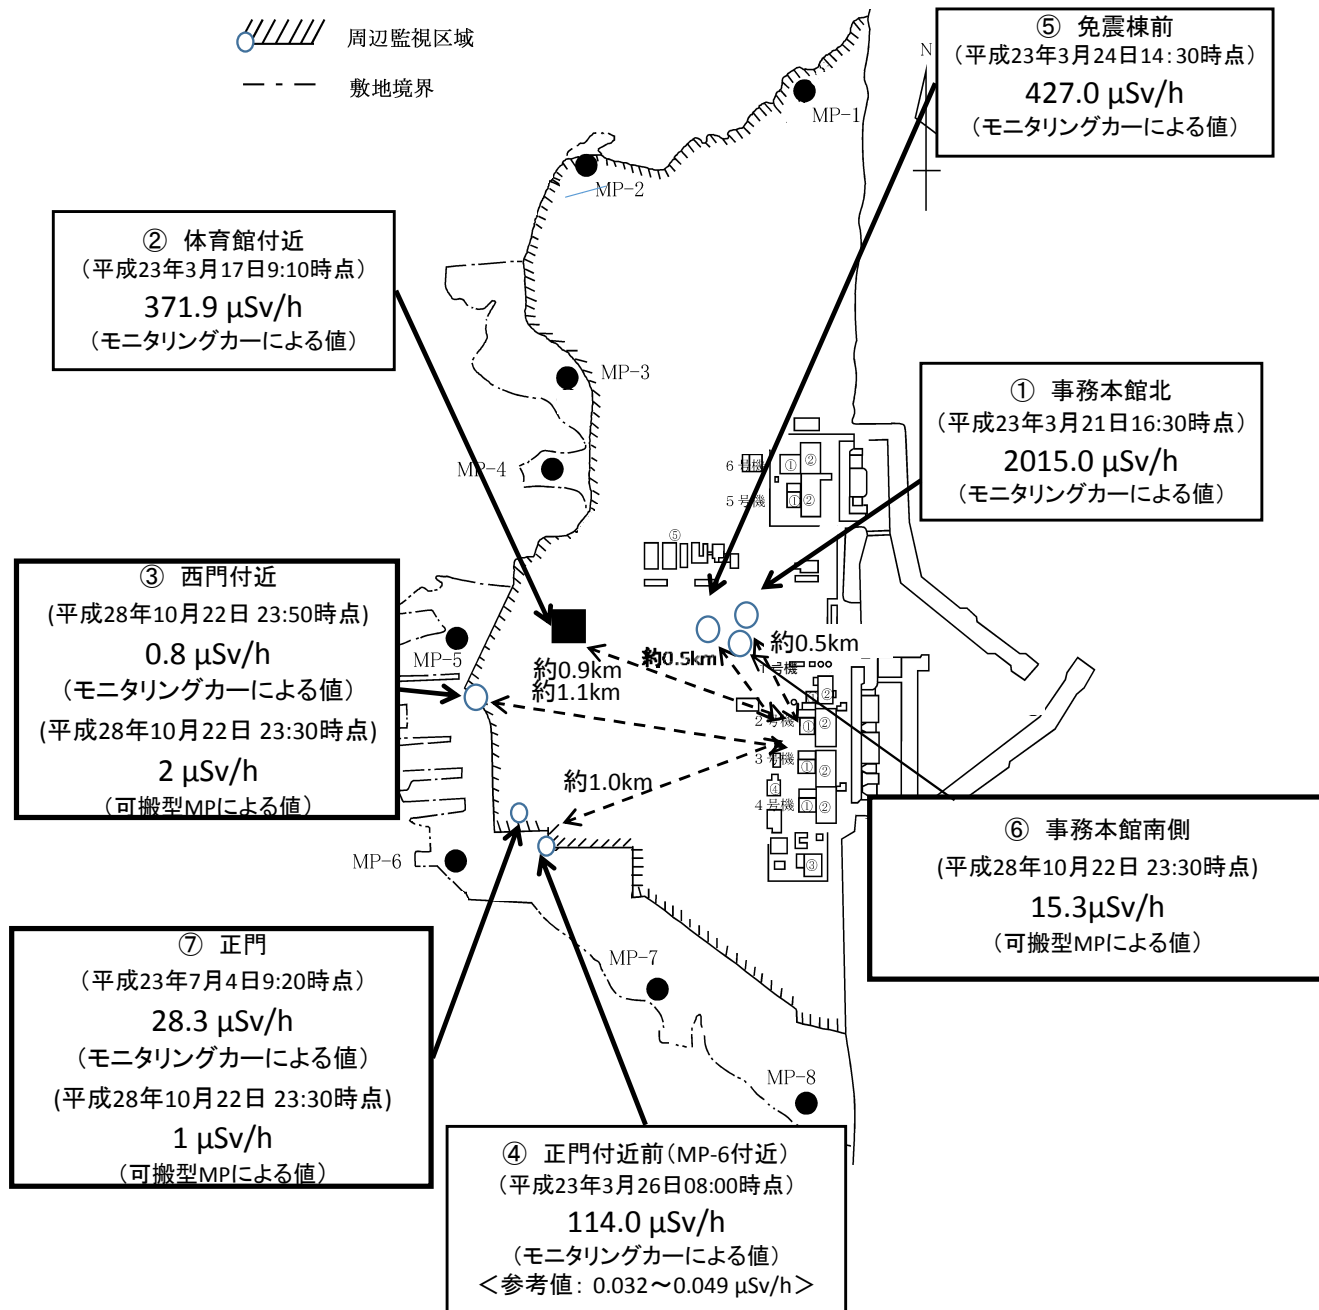 周辺監視区域
敷地境界
⑤ 免震棟前
(平成23年3月24日14:30時点)
427.0 μSv/h
(モニタリングカーによる値)
N
MP-1
MP-2
② 体育館付近
(平成23年3月17日9:10時点)
371.9 μSv/h
(モニタリングカーによる値)
MP-3
① 事務本館北
(平成23年3月21日16:30時点)
2015.0 μSv/h
(モニタリングカーによる値)
MP-4
6号機
①
②
5号機
①
②
⑤
③ 西門付近
(平成28年10月22日 23:50時点)
0.8 μSv/h
(モニタリングカーによる値)
(平成28年10月22日 23:30時点)
2 μSv/h
(可搬型MPによる値)
MP-5
約0.9km
約1.1km
約0.5km
約0.5km
1号機
②
2号機
①
②
3号機
①
②
④
4号機
①
②
③
約1.0km
MP-6
⑥ 事務本館南側
(平成28年10月22日 23:30時点)
15.3μSv/h
(可搬型MPによる値)
⑦ 正門
(平成23年7月4日9:20時点)
28.3 μSv/h
(モニタリングカーによる値)
(平成28年10月22日 23:30時点)
1 μSv/h
(可搬型MPによる値)
MP-7
MP-8
④ 正門付近前(MP-6付近)
(平成23年3月26日08:00時点)
114.0 μSv/h
(モニタリングカーによる値)
<参考値: 0.032～0.049 μSv/h>